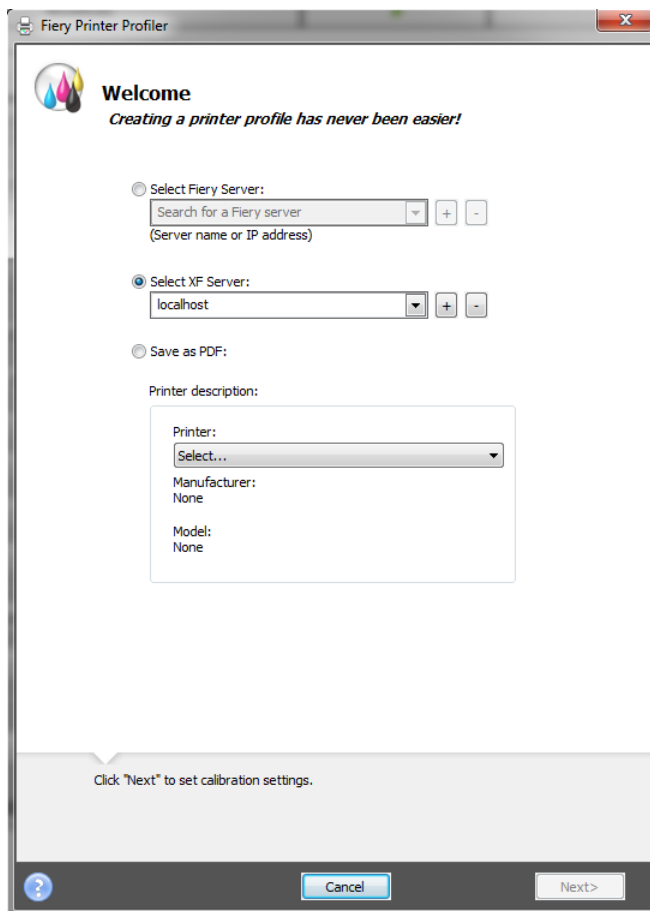 Fiery Printer Profiler
Welcome
Creating a printer profile has never been easier!
Select Fiery Server:
Search for a Fiery server
+ -
(Server name or IP address)
Select XF Server:
localhost
+ -
Save as PDF:
Printer description:
Printer:
Select...
Manufacturer:
None
Model:
None
Click "Next" to set calibration settings.
? Cancel Next>